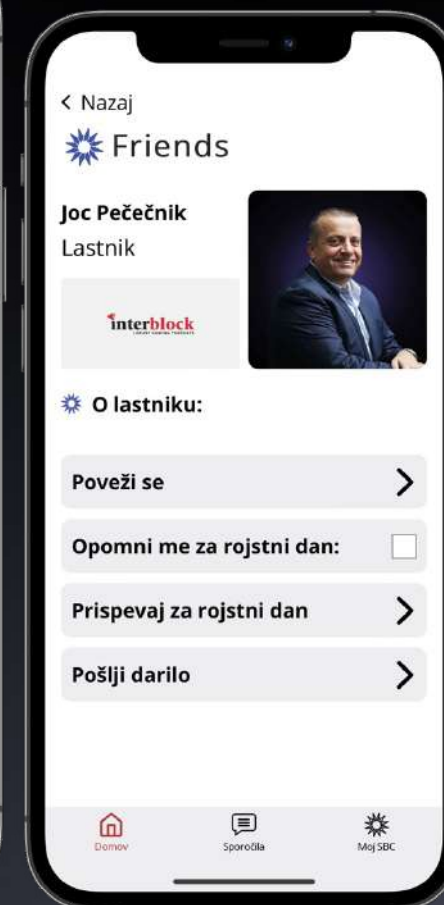 Nazaj
Friends
Joc Pečečnik
Lastnik
interblock
O lastniku:
Poveži se
Opomni me za rojstni dan:
Prispevaj za rojstni dan
Pošlji darilo
Domov
Sporočila
Moj SBC